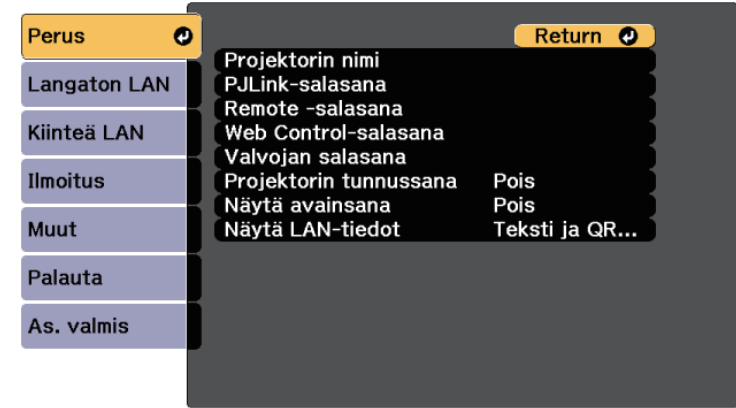 Perus
Langaton LAN
Kiinteä LAN
Ilmoitus
Muut
Palauta
As. valmis
Return
Projektorin nimi
PJLink-salasana
Remote -salasana
Web Control-salasana
Valvojan salasana
Projektorin tunnussana Pois
Näytä avainsana Pois
Näytä LAN-tiedot Teksti ja QR...